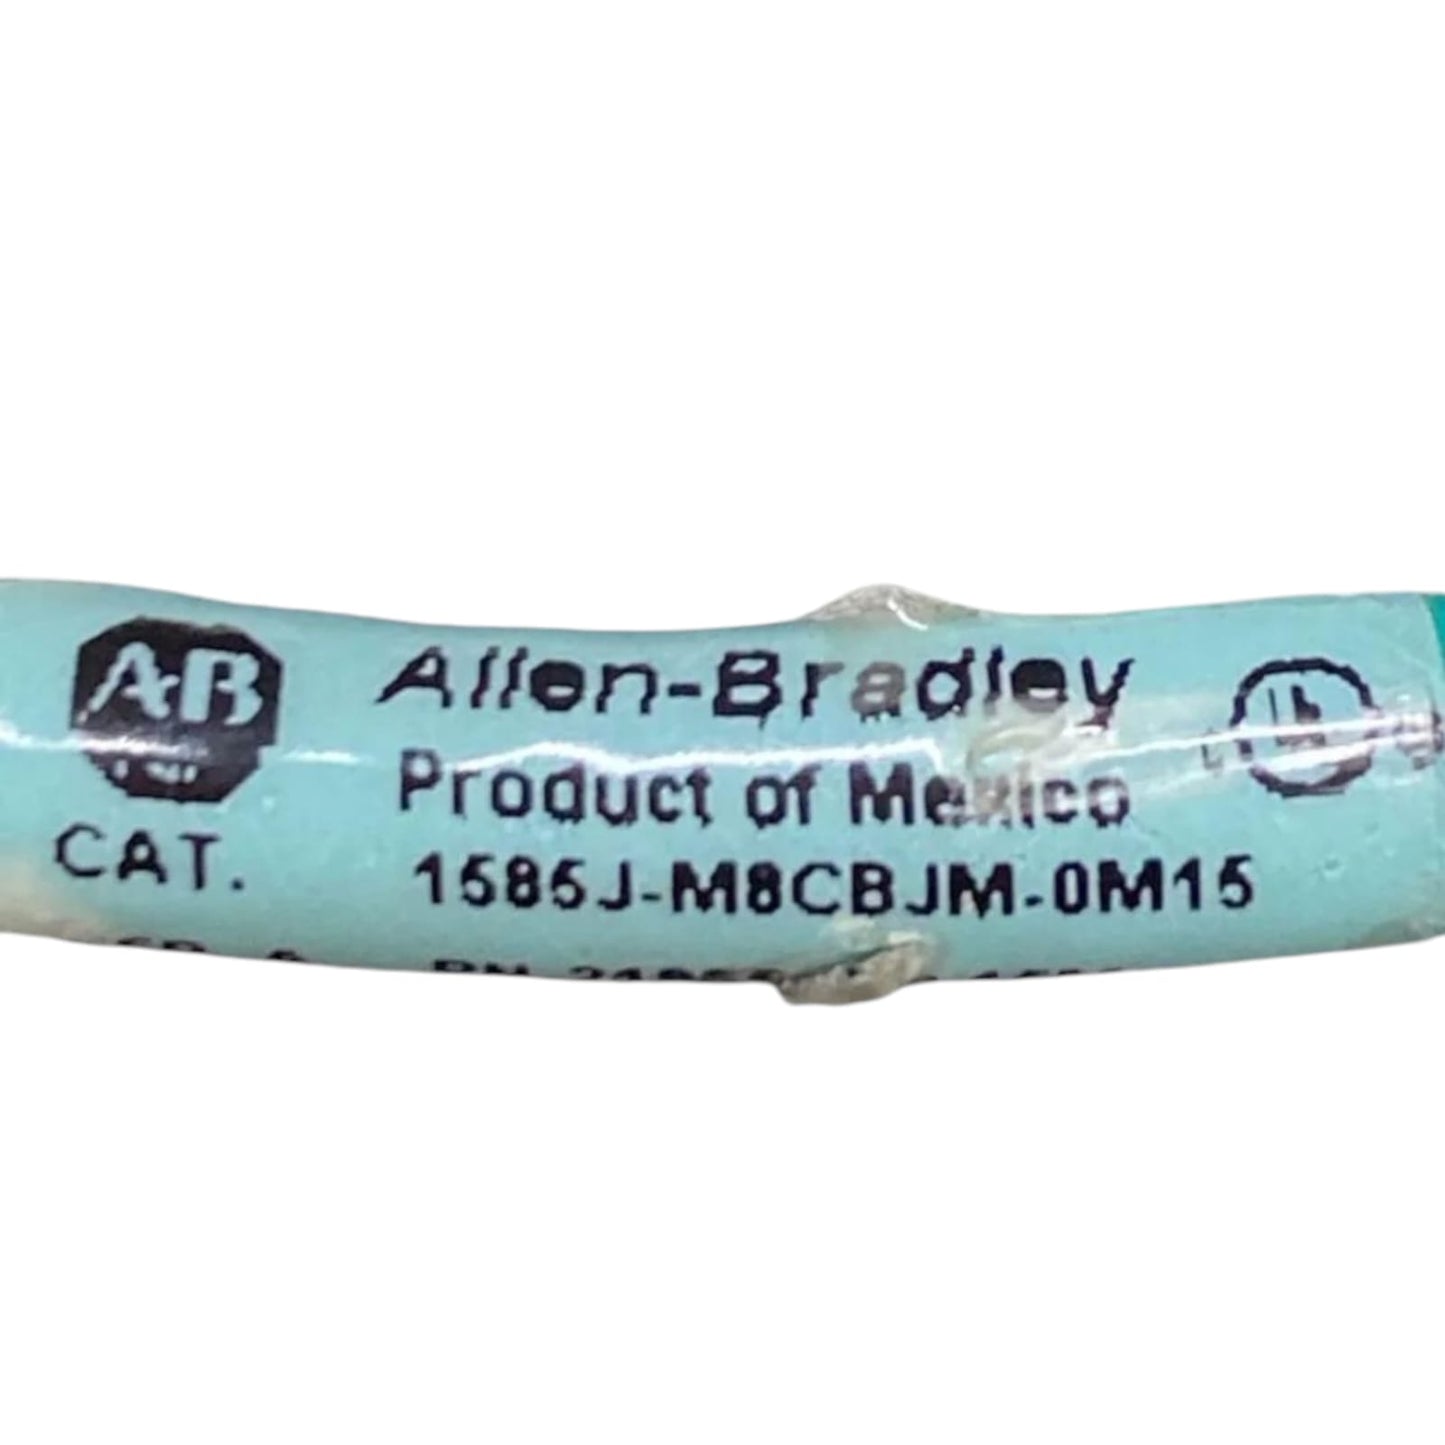 AB
Allen-Bradley
Product of Mexico
CAT. 1585J-M8CBJM-0M15